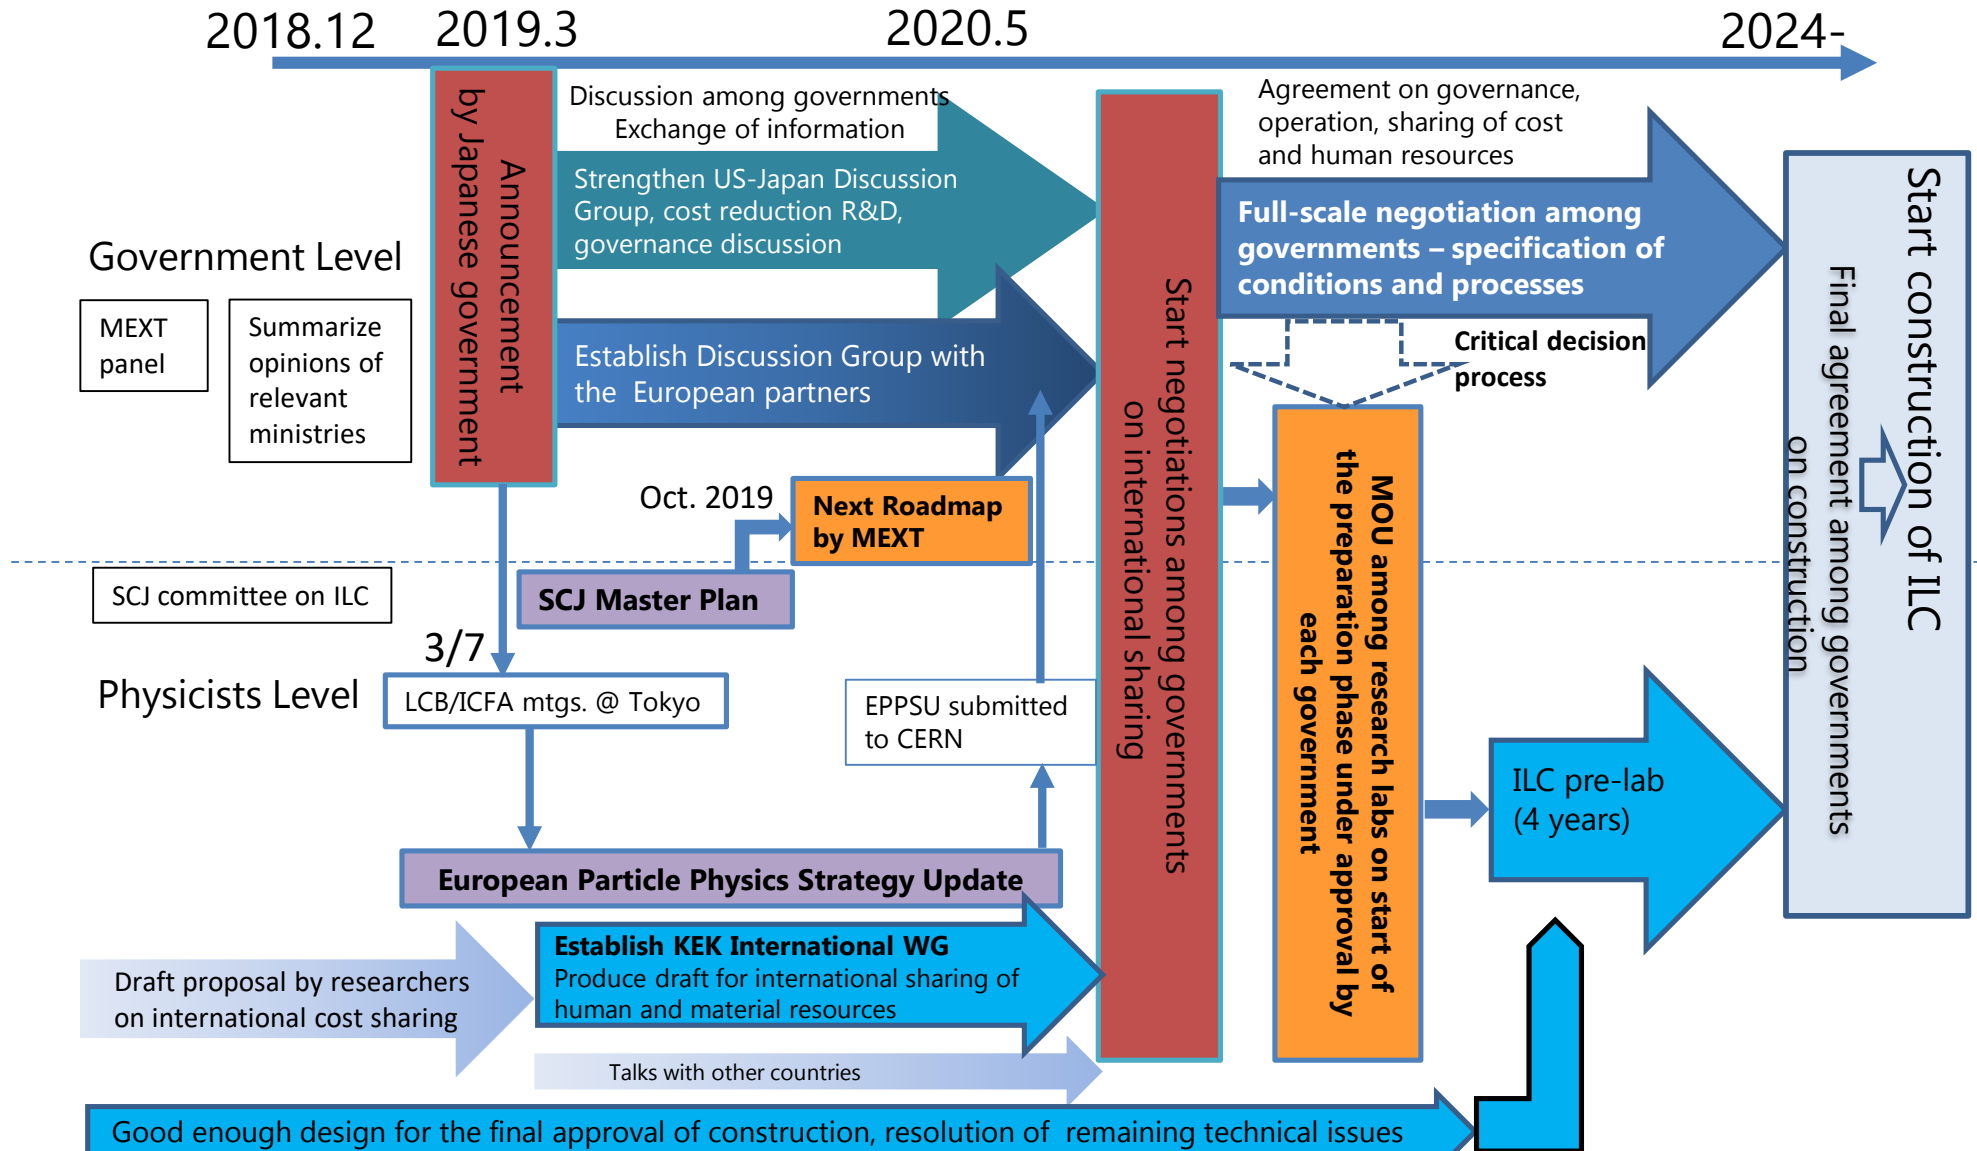 2018.12
2019.3
2020.5
2024-
Announcement
by Japanese government
Discussion among governments
Exchange of information
Strengthen US-Japan Discussion
Group, cost reduction R&D,
governance discussion
Agreement on governance,
operation, sharing of cost
and human resources
Full-scale negotiation among
governments – specification of
conditions and processes
Start construction of ILC
Final agreement among governments
on construction
Government Level
MEXT
panel
Summarize
opinions of
relevant
ministries
Establish Discussion Group with
the  European partners
Start negotiations among governments
on international sharing
Critical decision
process
MOU among research labs on start of
the preparation phase under approval by
each government
Oct. 2019
Next Roadmap
by MEXT
SCJ committee on ILC
SCJ Master Plan
3/7
Physicists Level
LCB/ICFA mtgs. @ Tokyo
EPPSU submitted
to CERN
ILC pre-lab
(4 years)
European Particle Physics Strategy Update
Draft proposal by researchers
on international cost sharing
Establish KEK International WG
Produce draft for international sharing of
human and material resources
Talks with other countries
Good enough design for the final approval of construction, resolution of  remaining technical issues